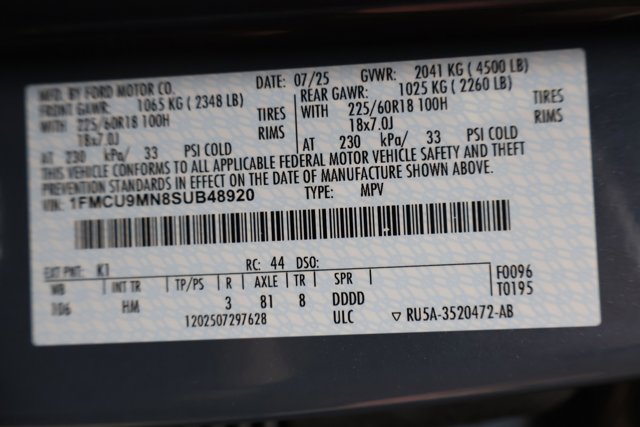 MFD. BY FORD MOTOR CO. DATE: 07/25 GVWR: 2041 KG ( 4500 LB)
FRONT GAWR: 1065 KG ( 2348 LB) REAR GAWR: 1025 KG ( 2260 LB)
WITH 225/60R18 100H TIRES WITH 225/60R18 100H TIRES
18x7.0J RIMS 18x7.0J RIMS
AT 230 kPa/ 33 PSI COLD AT 230 kPa/ 33 PSI COLD
THIS VEHICLE CONFORMS TO ALL APPLICABLE FEDERAL MOTOR VEHICLE SAFETY AND THEFT
PREVENTION STANDARDS IN EFFECT ON THE DATE OF MANUFACTURE SHOWN ABOVE.
VIN: 1FMCU9MN8SUB48920 TYPE: MPV
EXT PNT: K1 RC: 44 DSO: F0096
WB INT TR TP/PS R AXLE TR SPR T0195
106 HM 3 81 8 DDDD
1202507297628 ULC ▽ RU5A-3520472-AB